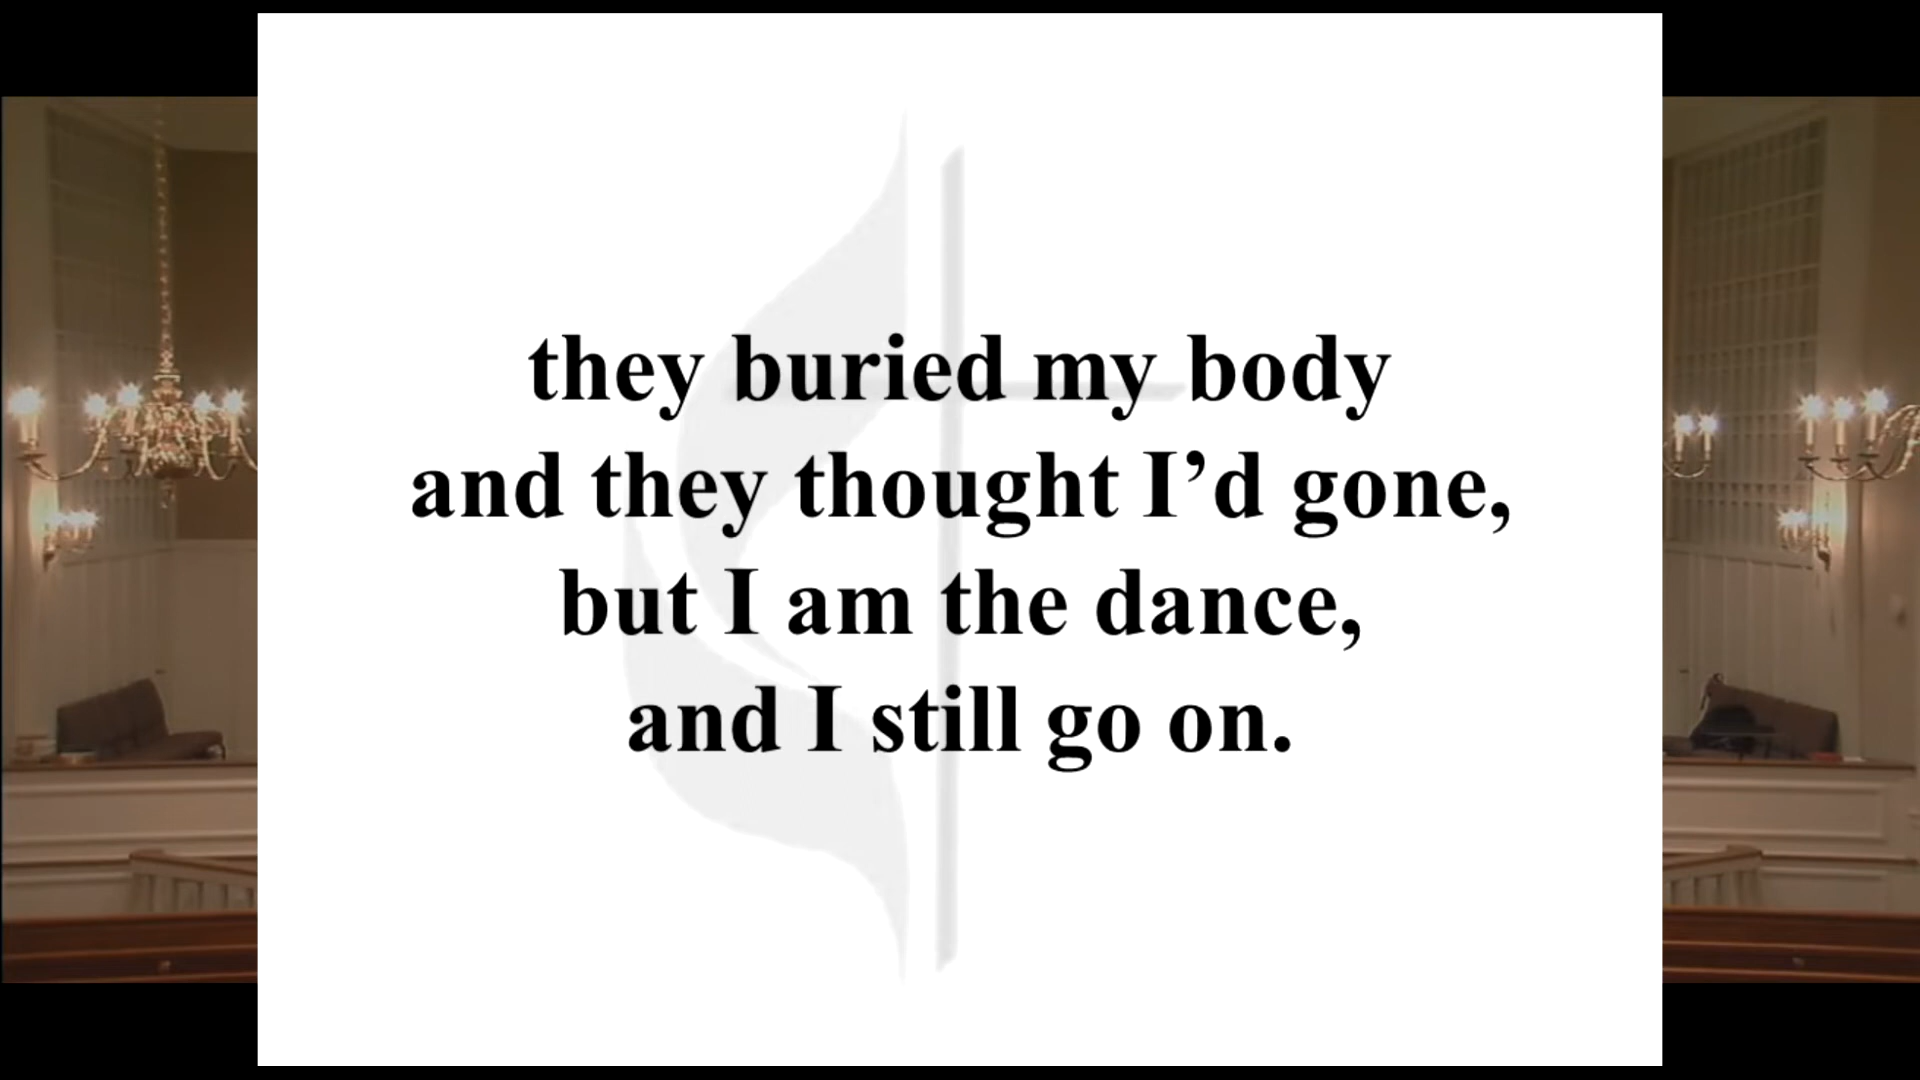 they buried my body
and they thought I’d gone,
but I am the dance,
and I still go on.